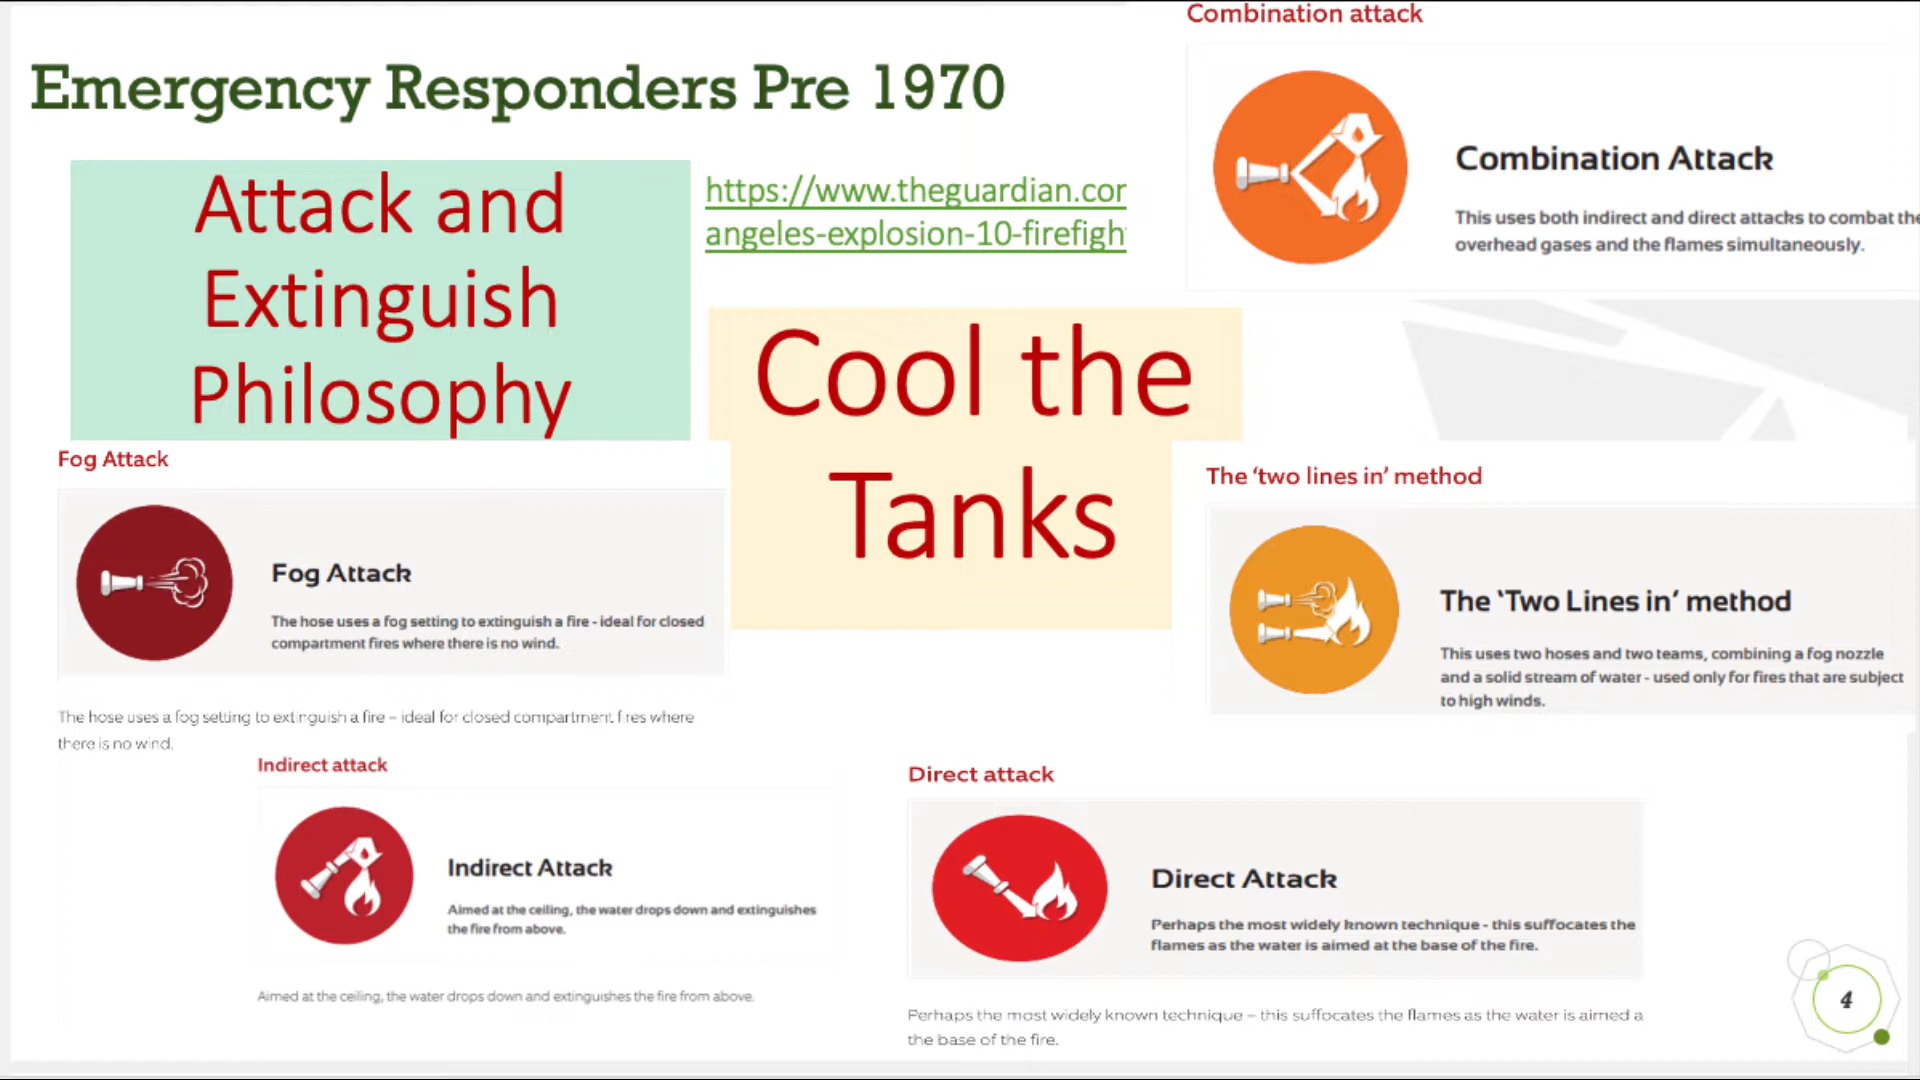 Combination attack
Emergency Responders Pre 1970
Attack and
Extinguish
Philosophy
https://www.theguardian.cor
angeles-explosion-10-firefigh
Combination Attack
This uses both indirect and direct attacks to combat the
overhead gases and the flames simultaneously.
Cool the
Tanks
Fog Attack
Fog Attack
The hose uses a fog setting to extinguish a fire - ideal for closed
compartment fires where there is no wind.
The hose uses a fog setting to extinguish a fire – ideal for closed compartment fires where
there is no wind.
The ‘two lines in’ method
The ‘Two Lines in’ method
This uses two hoses and two teams, combining a fog nozzle
and a solid stream of water - used only for fires that are subject
to high winds.
Indirect attack
Indirect Attack
Aimed at the ceiling, the water drops down and extinguishes
the fire from above.
Aimed at the ceiling, the water drops down and extinguishes the fire from above.
Direct attack
Direct Attack
Perhaps the most widely known technique - this suffocates the
flames as the water is aimed at the base of the fire.
Perhaps the most widely known technique – this suffocates the flames as the water is aimed a
the base of the fire.
4